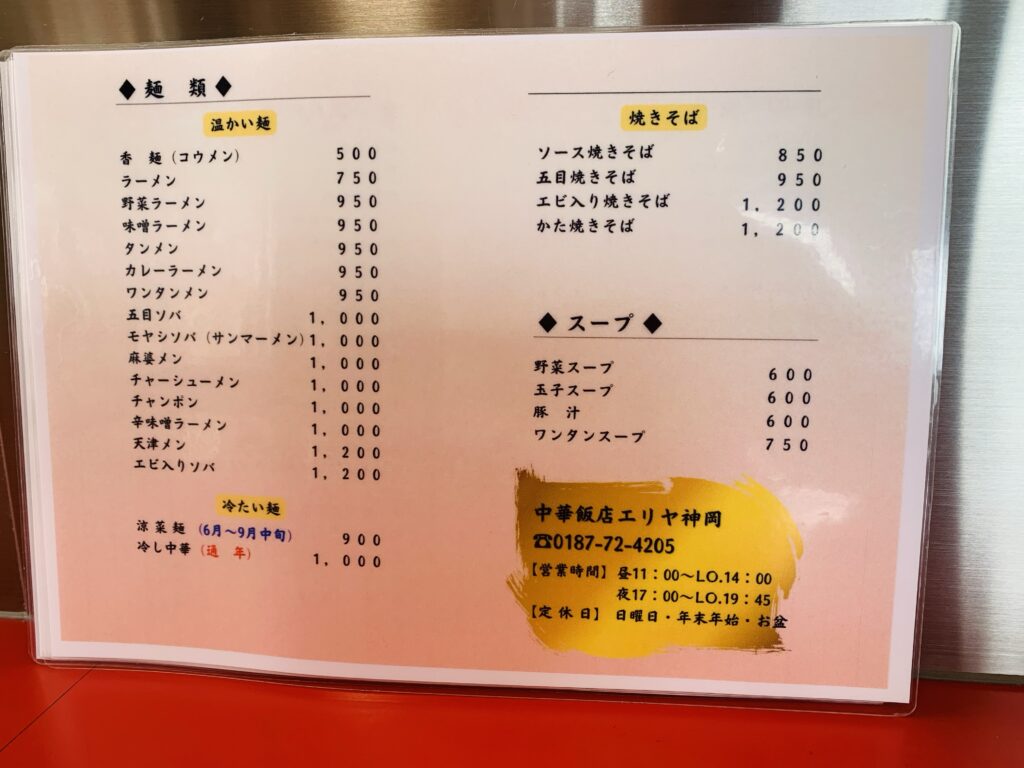 ◆ 麺　類 ◆
温かい麺
香　麺（コウメン）　５００
ラーメン　７５０
野菜ラーメン　９５０
味噌ラーメン　９５０
タンメン　９５０
カレーラーメン　９５０
ワンタンメン　９５０
五目ソバ　１，０００
モヤシソバ（サンマーメン）１，０００
麻婆メン　１，０００
チャーシューメン　１，０００
チャンポン　１，０００
辛味噌ラーメン　１，０００
天津メン　１，２００
エビ入りソバ　１，２００
冷たい麺
涼菜麺（6月～9月中旬）　９００
冷し中華（通　年）　１，０００
焼きそば
ソース焼きそば　８５０
五目焼きそば　９５０
エビ入り焼きそば　１，２００
かた焼きそば　１，２００
◆ スープ ◆
野菜スープ　６００
玉子スープ　６００
豚　汁　６００
ワンタンスープ　７５０
中華飯店エリヤ神岡
☎0187-72-4205
【営業時間】昼11：00～LO.14：00
夜17：00～LO.19：45
【定 休 日】日曜日・年末年始・お盆